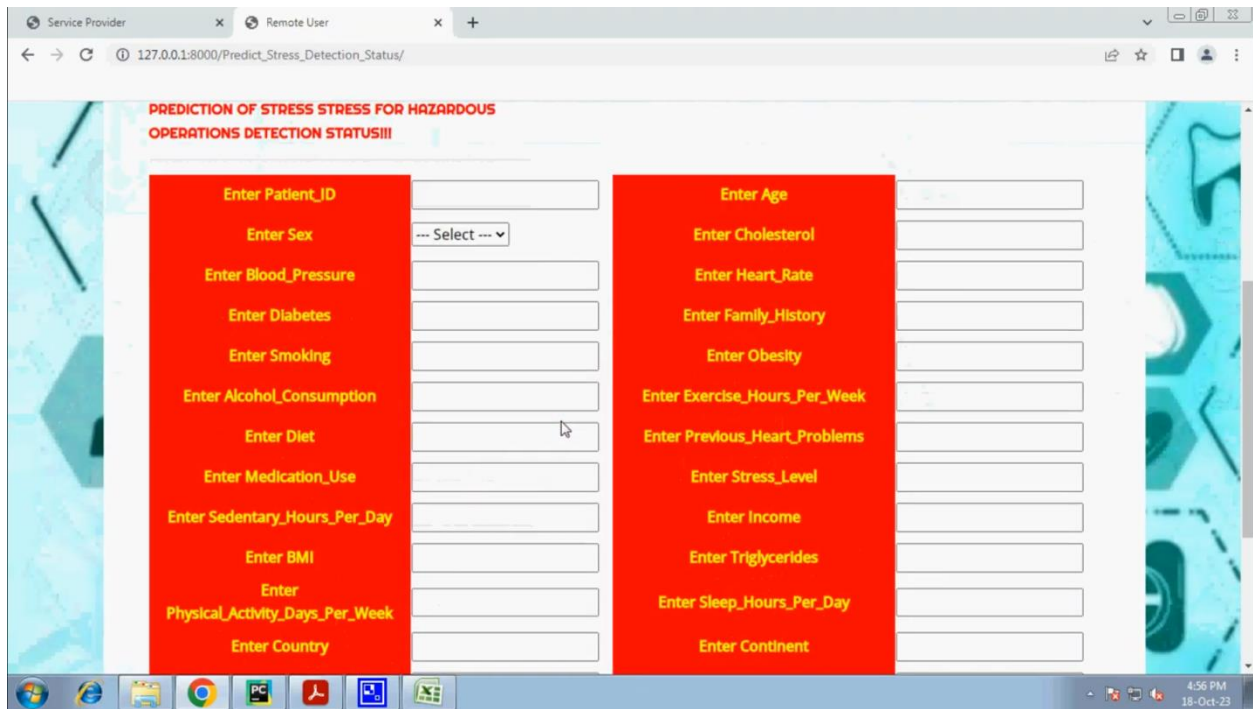 Service Provider
Remote User
127.0.0.1:8000/Predict_Stress_Detection_Status/
PREDICTION OF STRESS STRESS FOR HAZARDOUS
OPERATIONS DETECTION STATUS!!!
Enter Patient_ID
Enter Age
Enter Sex
--- Select ---
Enter Cholesterol
Enter Blood_Pressure
Enter Heart_Rate
Enter Diabetes
Enter Family_History
Enter Smoking
Enter Obesity
Enter Alcohol_Consumption
Enter Exercise_Hours_Per_Week
Enter Diet
Enter Previous_Heart_Problems
Enter Medication_Use
Enter Stress_Level
Enter Sedentary_Hours_Per_Day
Enter Income
Enter BMI
Enter Triglycerides
Enter
Physical_Activity_Days_Per_Week
Enter Sleep_Hours_Per_Day
Enter Country
Enter Continent
PC
4:56 PM
18-Oct-23